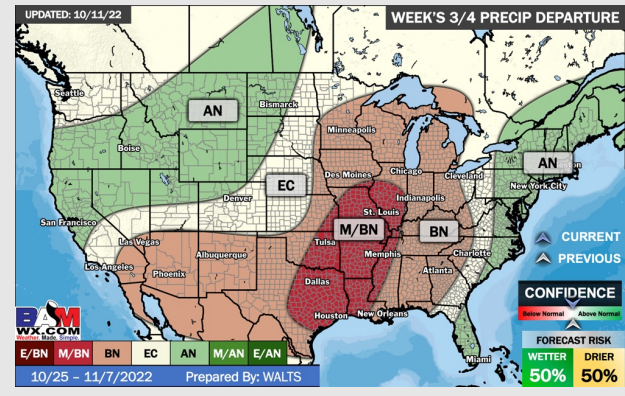 UPDATED: 10/11/22
WEEK'S 3/4 PRECIP DEPARTURE
Seattle
AN
Bismarck
Minneapolis
Boise
AN
Des Moines
Chicago
Cleveland
New York City
EC
Denver
Indianapolis
St. Louis
San Francisco
M/BN
BN
CURRENT
Las Vegas
Tulsa
Charlotte
PREVIOUS
Los Angeles
Albuquerque
Memphis
Phoenix
Atlanta
Dallas
CONFIDENCE
Below Normal
Above Normal
Houston
New Orleans
BAM
WX.COM
Weather. Made. Simple.
FORECAST RISK
E/BN M/BN BN EC AN M/AN E/AN
Miami
WETTER
DRIER
50%
50%
10/25 – 11/7/2022
Prepared By: WALTS